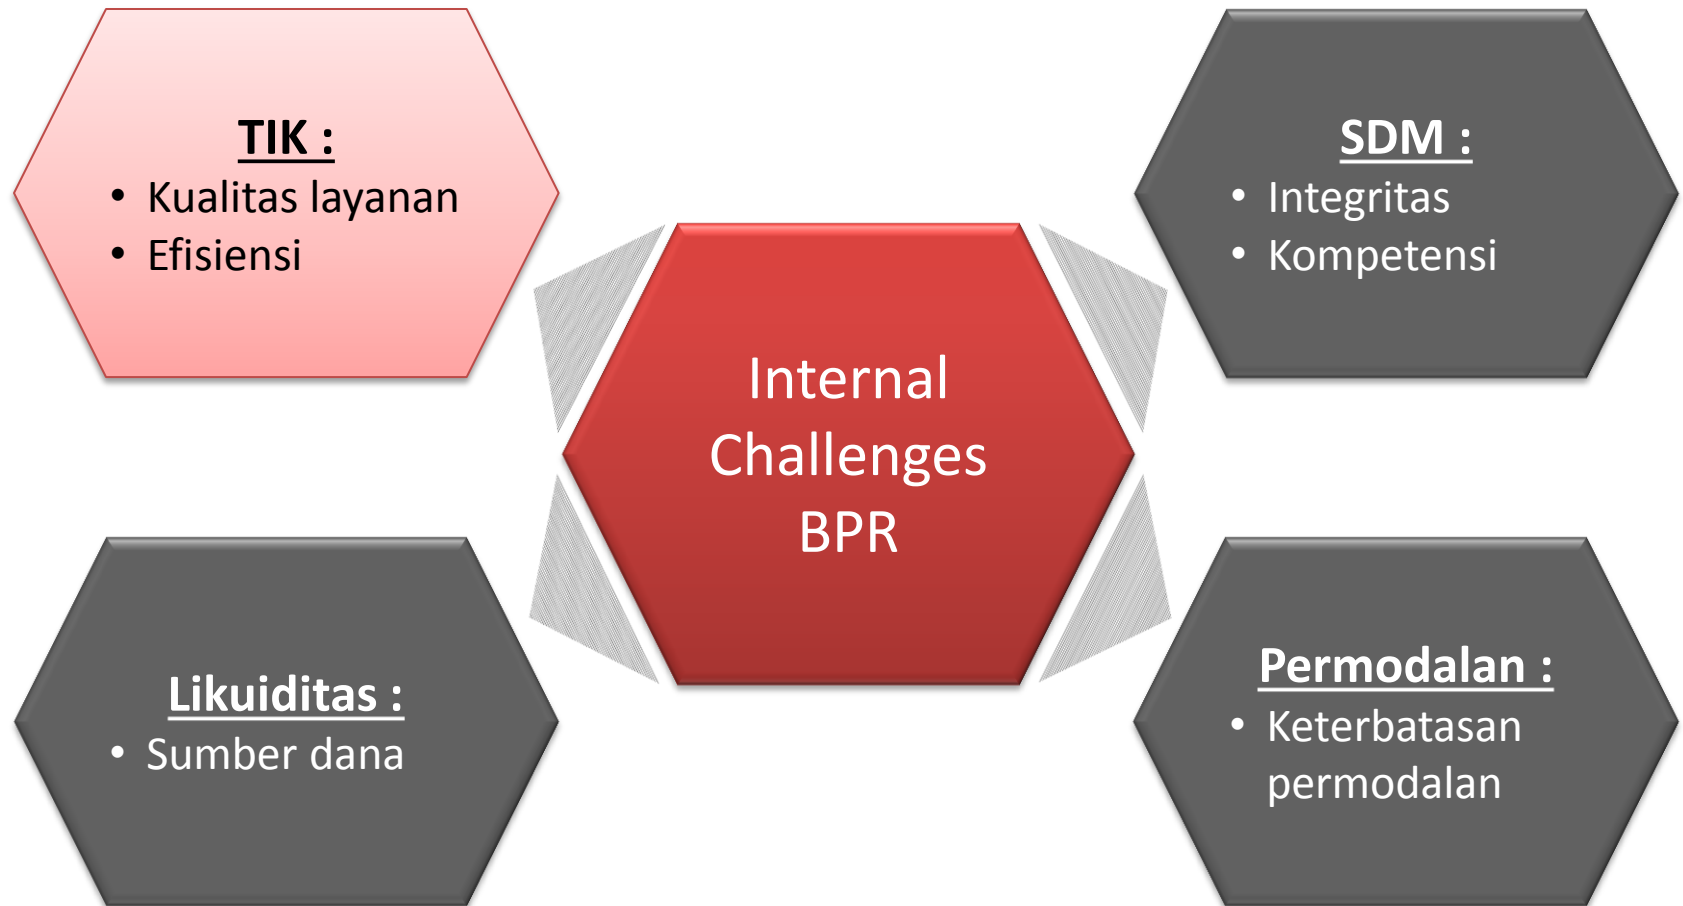 TIK :
• Kualitas layanan
• Efisiensi
SDM :
• Integritas
• Kompetensi
Internal
Challenges
BPR
Likuiditas :
• Sumber dana
Permodalan :
• Keterbatasan
permodalan